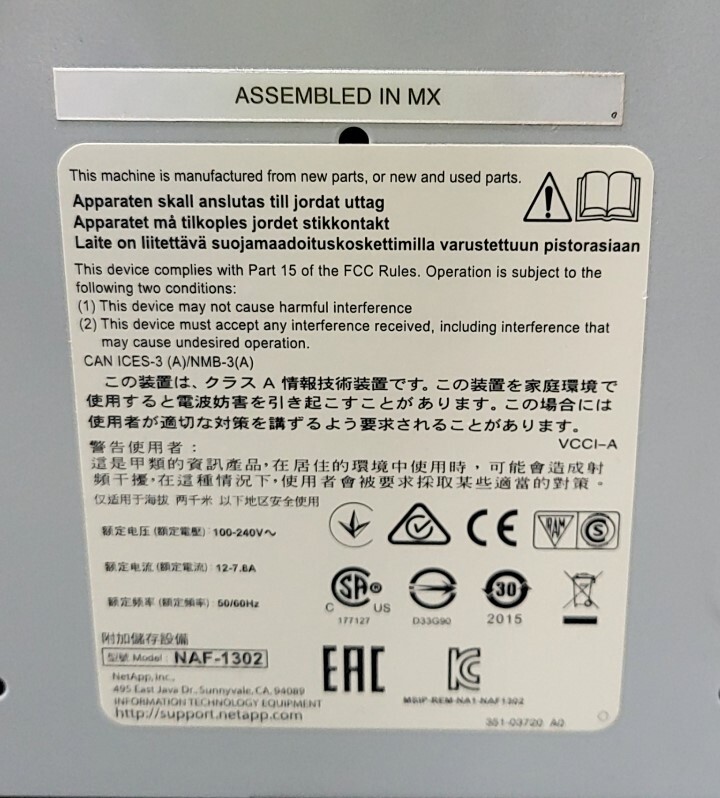 ASSEMBLED IN MX
This machine is manufactured from new parts, or new and used parts.
Apparaten skall anslutas till jordat uttag
Apparatet må tilkoples jordet stikkontakt
Laite on liitettävä suojamaadoituskoskettimilla varustettuun pistorasiaan
This device complies with Part 15 of the FCC Rules. Operation is subject to the
following two conditions:
(1) This device may not cause harmful interference
(2) This device must accept any interference received, including interference that
may cause undesired operation.
CAN ICES-3 (A)/NMB-3(A)
この装置は、クラス A 情報技術装置です。この装置を家庭環境で
使用すると電波妨害を引き起こすことがあります。この場合には
使用者が適切な対策を講ずるよう要求されることがあります。
VCCI-A
警告使用者：
這是甲類的資訊產品，在居住的環境中使用時，可能會造成射
頻干擾，在這種情況下，使用者會被要求採取某些適當的對策。
仅适用于海拔 两千米 以下地区安全使用
额定电压 (額定電壓)：100-240V～
CE
RAM S
额定电流 (額定電流)：12-7.8A
SA ®
C US
177127
D33G90
30
2015
额定频率 (額定頻率)：50/60Hz
附加儲存設備
型號 Model NAF-1302
EAC
NetApp, Inc.,
495 East Java Dr., Sunnyvale, CA, 94089
INFORMATION TECHNOLOGY EQUIPMENT
http://support.netapp.com
MSIP-REM-NA1-NAF1302
351-03720 A0